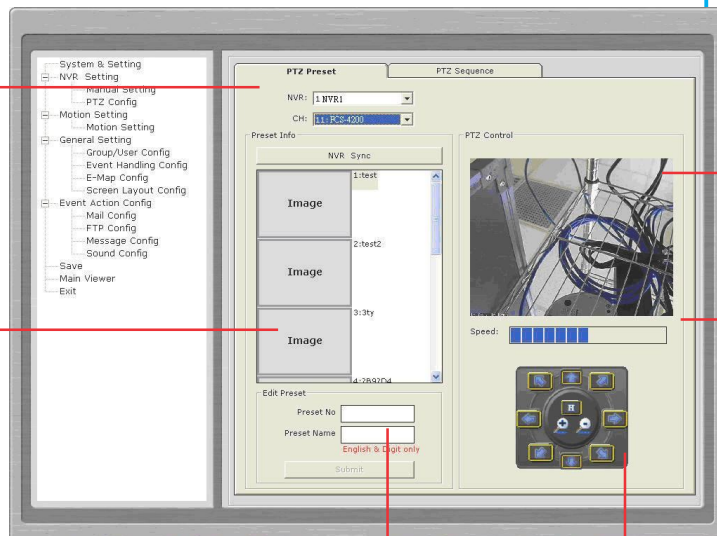 System & Setting
NVR Setting
Manual Setting
PTZ Config
Motion Setting
Motion Setting
General Setting
Group/User Config
Event Handling Config
E-Map Config
Screen Layout Config
Event Action Config
Mail Config
FTP Config
Message Config
Sound Config
Save
Main Viewer
Exit
PTZ Preset
PTZ Sequence
NVR: 1 NVR1
CH: 11: FCS-4200
Preset Info
NVR Sync
Image 1:test
Image 2:test2
Image 3:3ty
4:?B9?D4
Edit Preset
Preset No
Preset Name
English & Digit only
Submit
PTZ Control
Speed:
H